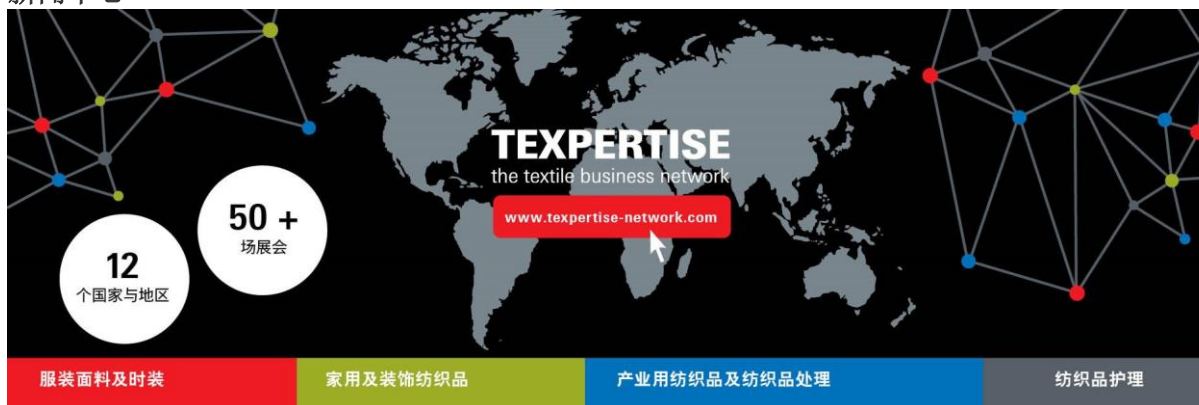 TEXPERTISE
the textile business network
www.texpertise-network.com
50 +
场展会
12
个国家与地区
服装面料及时装
家用及装饰纺织品
产业用纺织品及纺织品处理
纺织品护理